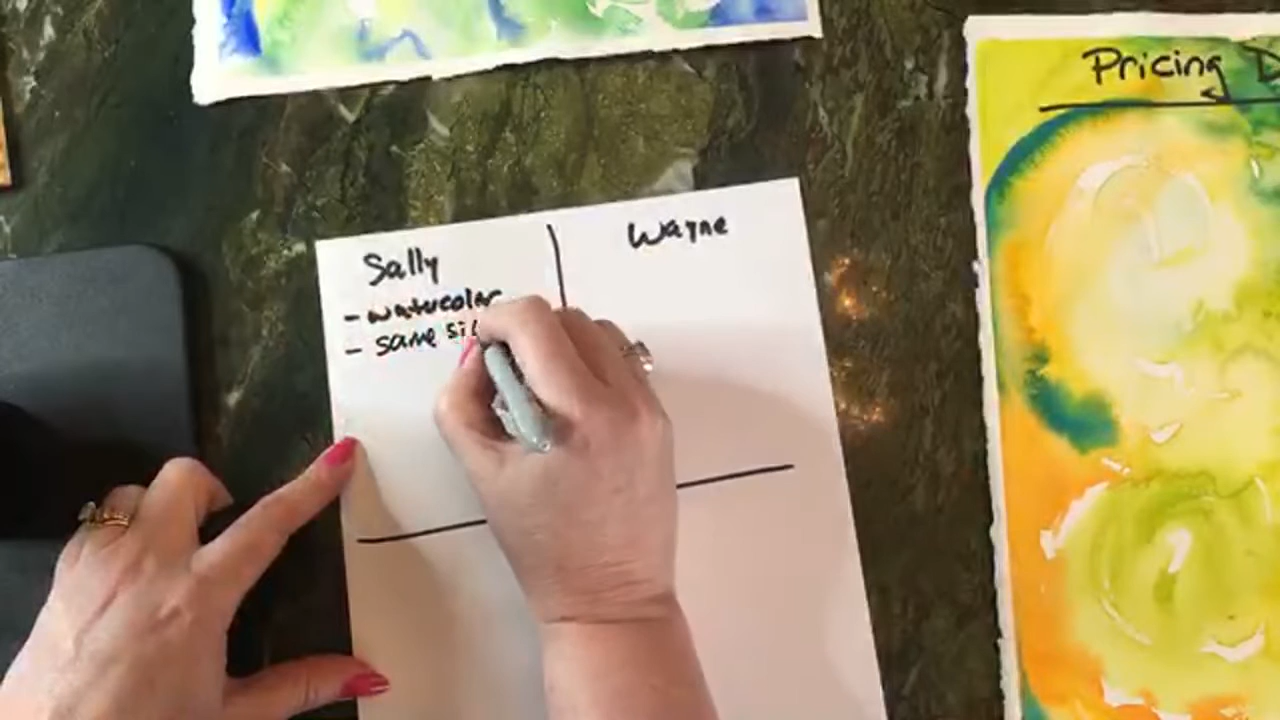 Sally
- watercolor
- same si
Wayne
Pricing D